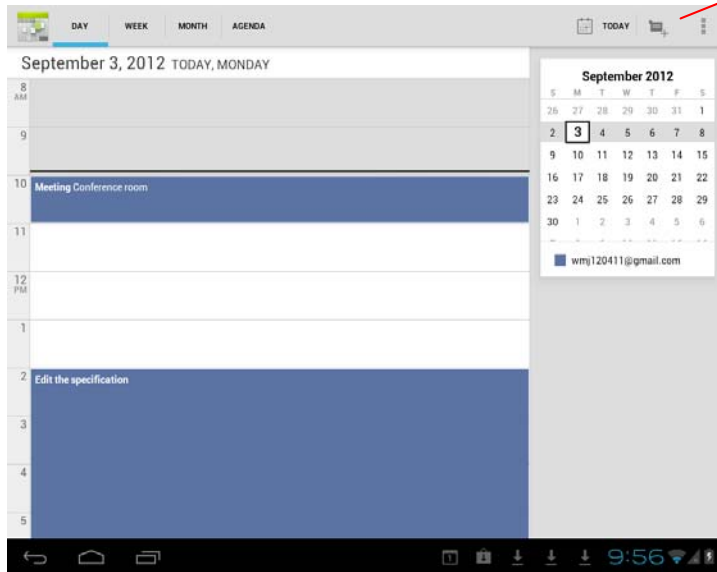 DAY WEEK MONTH AGENDA TODAY
September 3, 2012 TODAY, MONDAY
8
AM
9
10 Meeting Conference room
11
12
PM
1
2 Edit the specification
3
4
5
September 2012
S M T W T F S
26 27 28 29 30 31 1
2 3 4 5 6 7 8
9 10 11 12 13 14 15
16 17 18 19 20 21 22
23 24 25 26 27 28 29
30 1 2 3 4 5 6
wmj120411@gmail.com
1 9:56